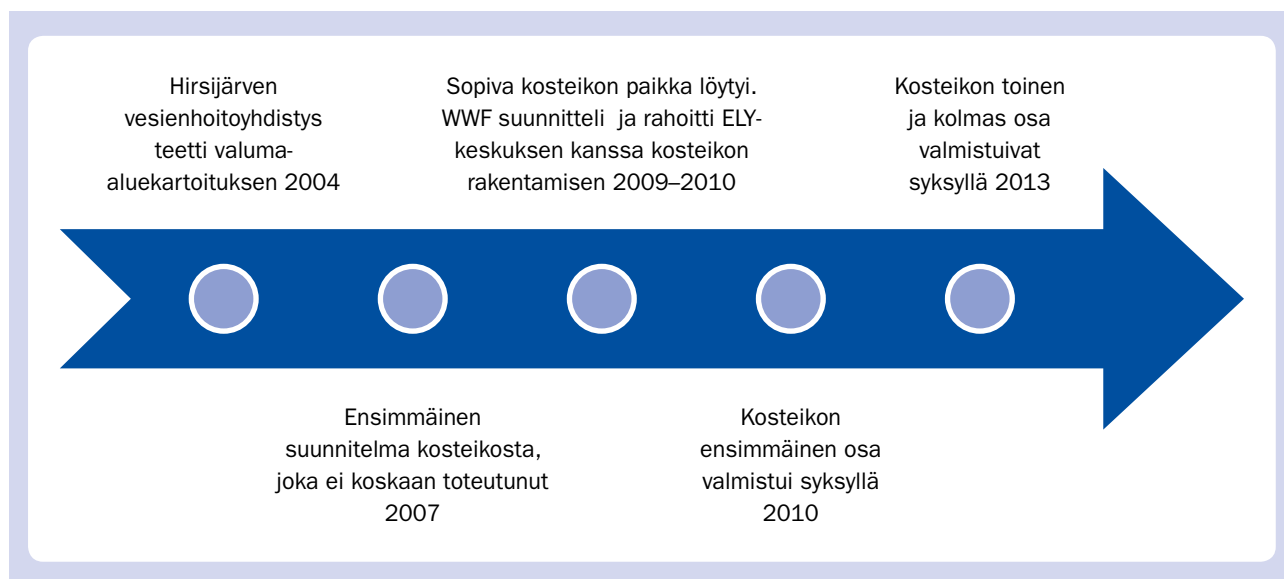 Hirsijärven
vesienhoitoyhdistys
teetti valuma-
aluekartoituksen 2004
Ensimmäinen
suunnitelma kosteikosta,
joka ei koskaan toteutunut
2007
Sopiva kosteikon paikka löytyi.
WWF suunnitteli ja rahoitti ELY-
keskuksen kanssa kosteikon
rakentamisen 2009–2010
Kosteikon
ensimmäinen osa
valmistui syksyllä
2010
Kosteikon toinen
ja kolmas osa
valmistuivat
syksyllä 2013